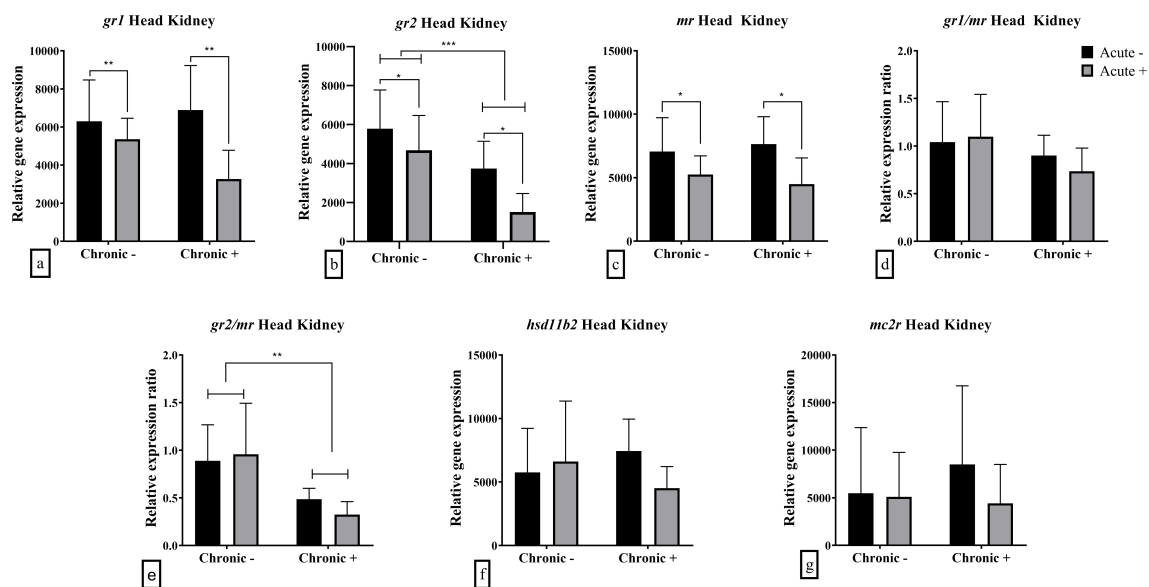 gr1 Head Kidney
Relative gene expression
10000
8000
6000
4000
2000
0
**
**
Chronic -
Chronic +
a
gr2 Head Kidney
Relative gene expression
10000
8000
6000
4000
2000
0
***
*
*
Chronic -
Chronic +
b
mr Head Kidney
Relative gene expression
15000
10000
5000
0
*
*
Chronic -
Chronic +
c
gr1/mr Head Kidney
Relative expression ratio
2.0
1.5
1.0
0.5
0.0
Chronic -
Chronic +
d
Acute -
Acute +
gr2/mr Head Kidney
Relative expression ratio
2.0
1.5
1.0
0.5
0.0
**
Chronic -
Chronic +
e
hsd11b2 Head Kidney
Relative gene expression
15000
10000
5000
0
Chronic -
Chronic +
f
mc2r Head Kidney
Relative gene expression
20000
15000
10000
5000
0
Chronic -
Chronic +
g